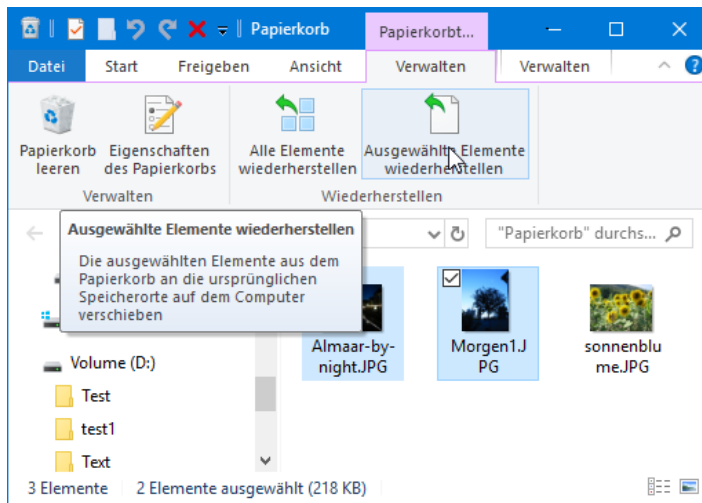 Papierkorb
Papierkorbt...
Datei
Start
Freigeben
Ansicht
Verwalten
Verwalten
Papierkorb
leeren
Eigenschaften
des Papierkorbs
Alle Elemente
wiederherstellen
Ausgewählte Elemente
wiederherstellen
Verwalten
Wiederherstellen
"Papierkorb" durchs...
Ausgewählte Elemente wiederherstellen
Die ausgewählten Elemente aus dem
Papierkorb an die ursprünglichen
Speicherorte auf dem Computer
verschieben
Volume (D:)
Test
test1
Text
Almaar-by-
night.JPG
Morgen1.J
PG
sonnenblu
me.JPG
3 Elemente
2 Elemente ausgewählt (218 KB)